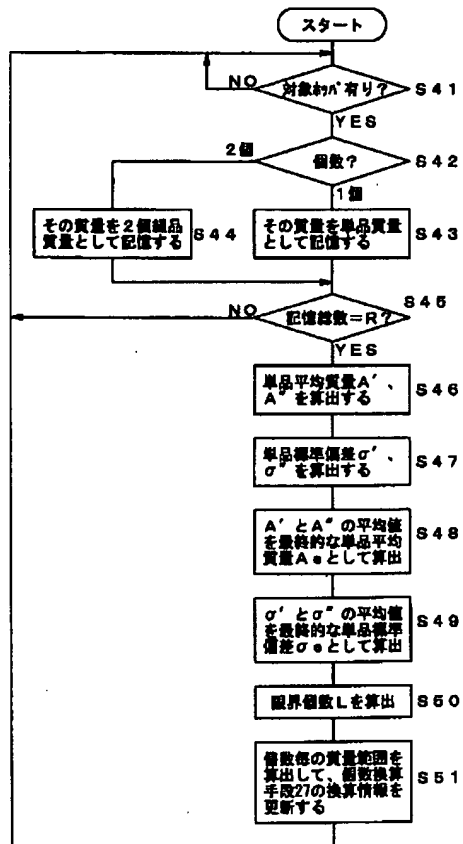 スタート
対象ホッパ有り？
NO
S41
YES
2個
個数？
S42
1個
その質量を2個組品
質量として記憶する
S44
その質量を単品質量
として記憶する
S43
NO
記憶総数＝R？
S45
YES
単品平均質量A′、
A″を算出する
S46
単品標準偏差σ′、
σ″を算出する
S47
A′とA″の平均値
を最終的な単品平均
質量Aeとして算出
S48
σ′とσ″の平均値
を最終的な単品標準
偏差σeとして算出
S49
限界個数Lを算出
S50
個数毎の質量範囲を
算出して、個数換算
手段27の換算情報を
更新する
S51